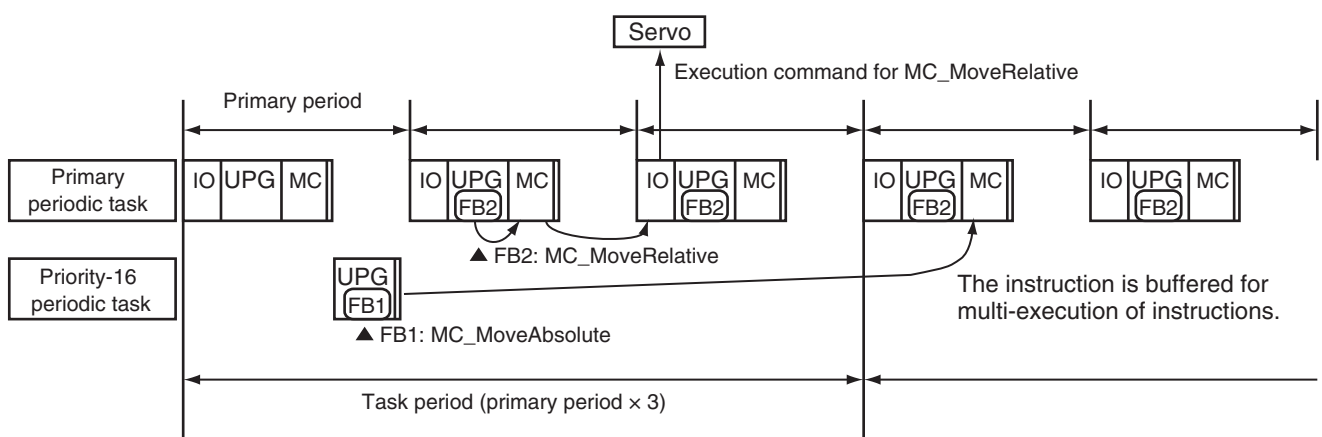 Servo
Execution command for MC_MoveRelative
Primary period
Primary
periodic task
IO UPG MC
IO UPG MC
FB2
IO UPG MC
FB2
IO UPG MC
FB2
IO UPG MC
FB2
▲ FB2: MC_MoveRelative
Priority-16
periodic task
UPG
FB1
▲ FB1: MC_MoveAbsolute
The instruction is buffered for
multi-execution of instructions.
Task period (primary period × 3)